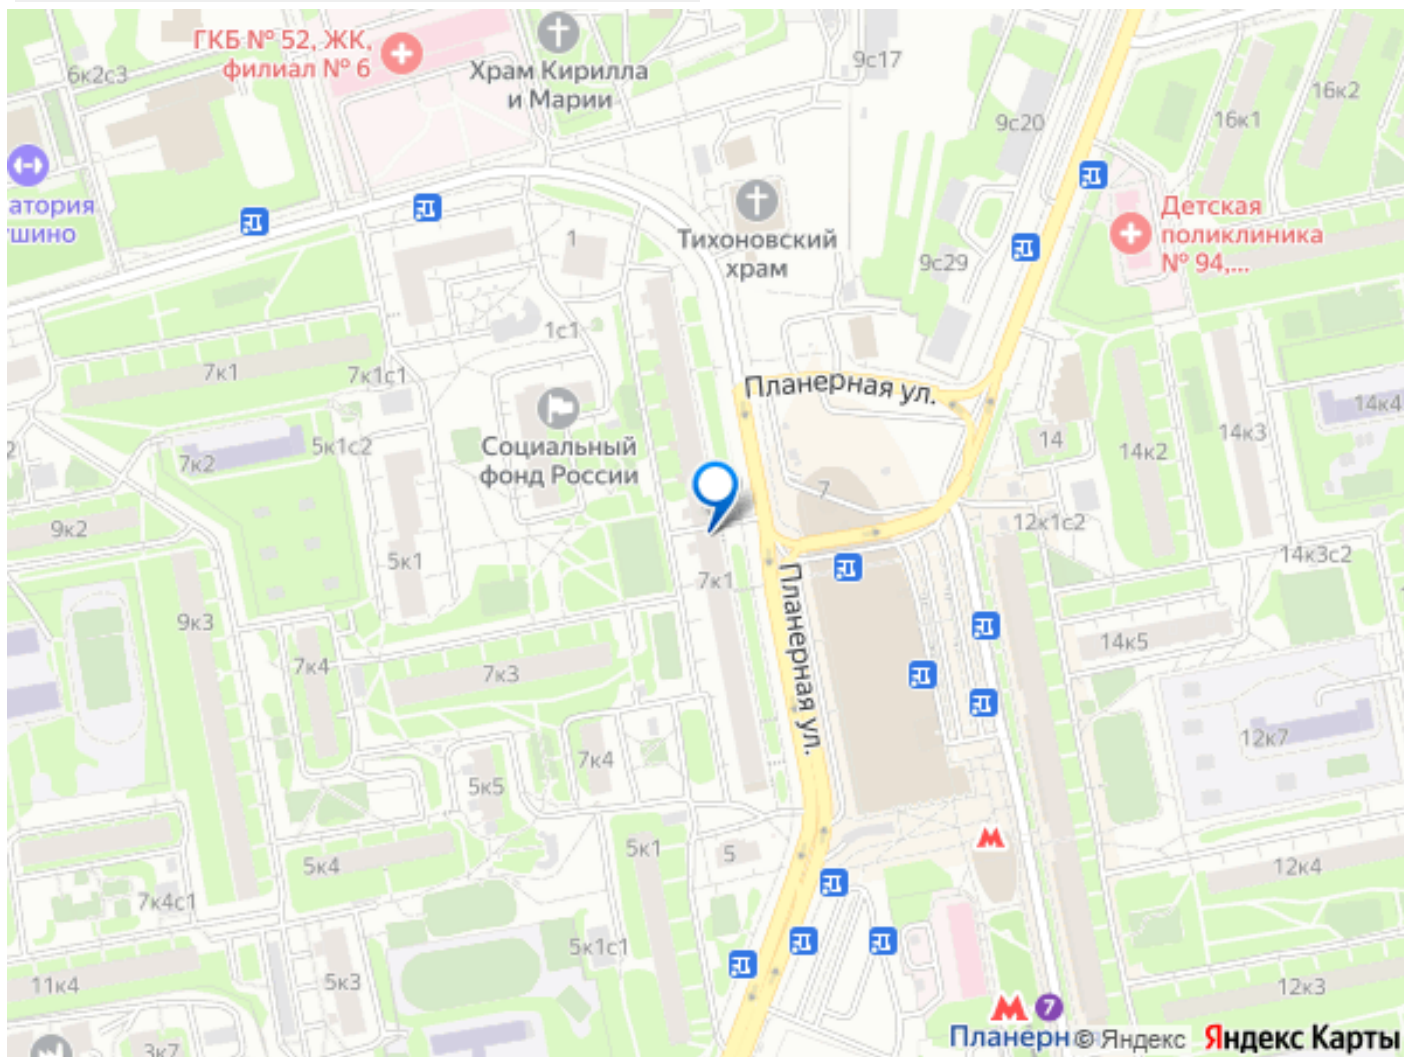 ГКБ № 52, ЖК,
филиал № 6
6к2с3
Храм Кирилла
и Марии
9с17
16к2
16к1
9с20
атория
ушино
Детская
поликлиника
№ 94,...
Тихоновский
храм
1
9с29
1с1
7к1
7к1с1
Планерная ул.
14к4
Социальный
фонд России
5к1с2
7к2
2
14
14к2
14к3
7
9к2
12к1с2
5к1
14к3с2
7к1
Планерная ул.
9к3
7к4
7к3
14к5
12к7
7к4
5к5
5к1
5
5к4
12к4
7к4с1
5к1с1
11к4
5к3
12к3
7
Планерн
3к7
© Яндекс
Яндекс Карты